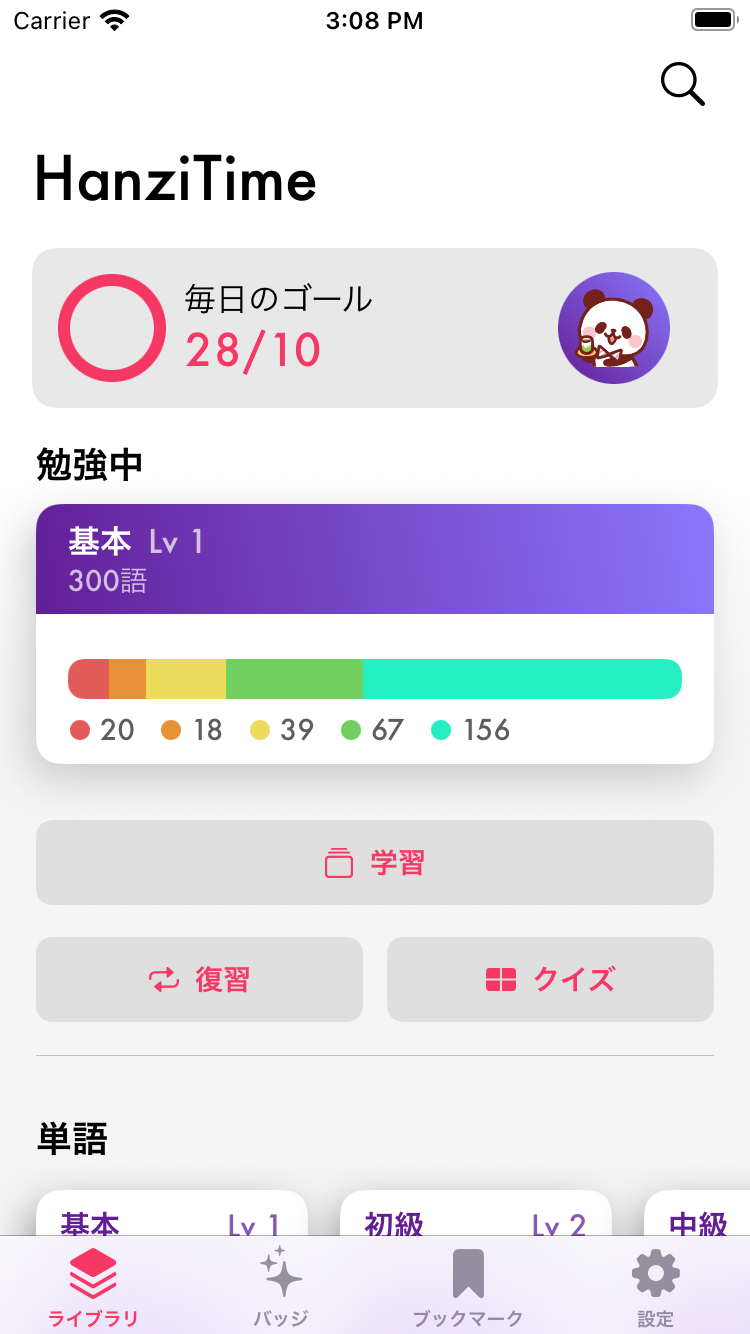 Carrier 3:08 PM
HanziTime
毎日のゴール
28/10
勉強中
基本 Lv 1
300語
20 18 39 67 156
学習
復習 クイズ
単語
基本 Lv 1 初級 Lv 2 中級
ライブラリ バッジ ブックマーク 設定